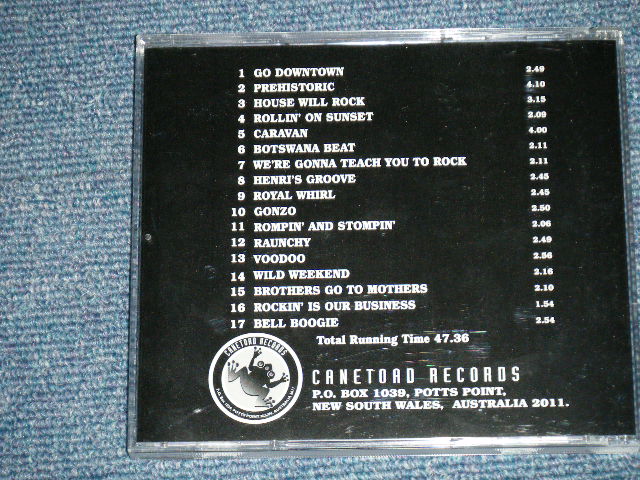 1 GO DOWNTOWN 2.49
2 PREHISTORIC 4.10
3 HOUSE WILL ROCK 3.15
4 ROLLIN' ON SUNSET 2.09
5 CARAVAN 4.00
6 BOTSWANA BEAT 2.11
7 WE'RE GONNA TEACH YOU TO ROCK 2.11
8 HENRI'S GROOVE 2.45
9 ROYAL WHIRL 2.45
10 GONZO 2.50
11 ROMPIN' AND STOMPIN' 2.06
12 RAUNCHY 2.49
13 VOODOO 2.56
14 WILD WEEKEND 2.16
15 BROTHERS GO TO MOTHERS 2.10
16 ROCKIN' IS OUR BUSINESS 1.54
17 BELL BOOGIE 2.54
Total Running Time 47.36
CANETOAD RECORDS
CANETOAD RECORDS
P.O. BOX 1039, POTTS POINT,
NEW SOUTH WALES, AUSTRALIA 2011.